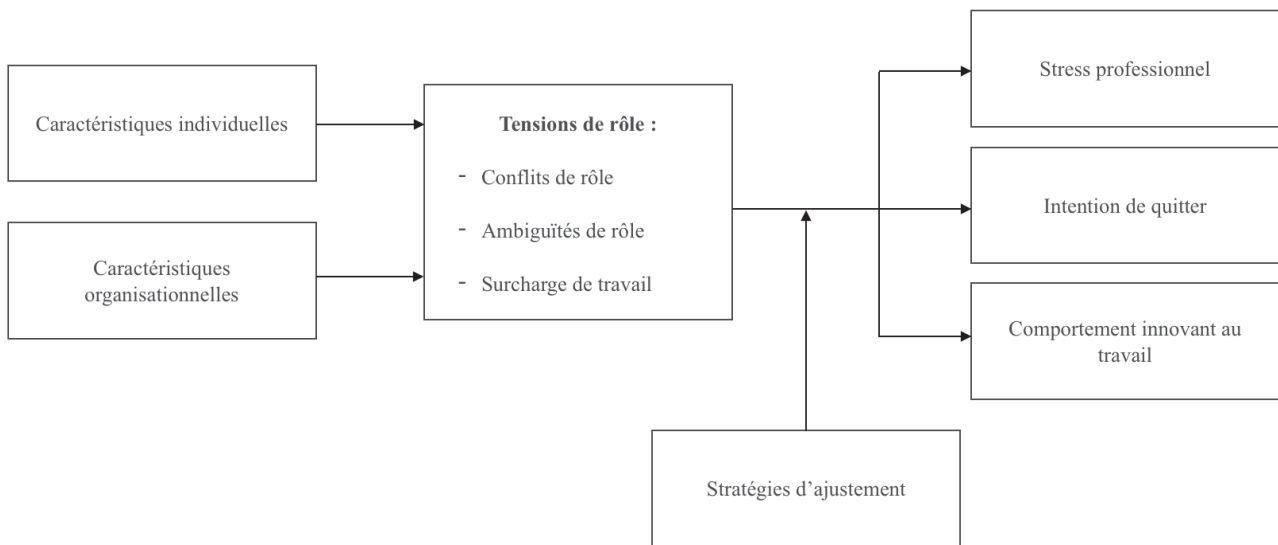 Caractéristiques individuelles
Caractéristiques
organisationnelles
Tensions de rôle :
- Conflits de rôle
- Ambiguïtés de rôle
- Surcharge de travail
Stress professionnel
Intention de quitter
Comportement innovant au
travail
Stratégies d’ajustement